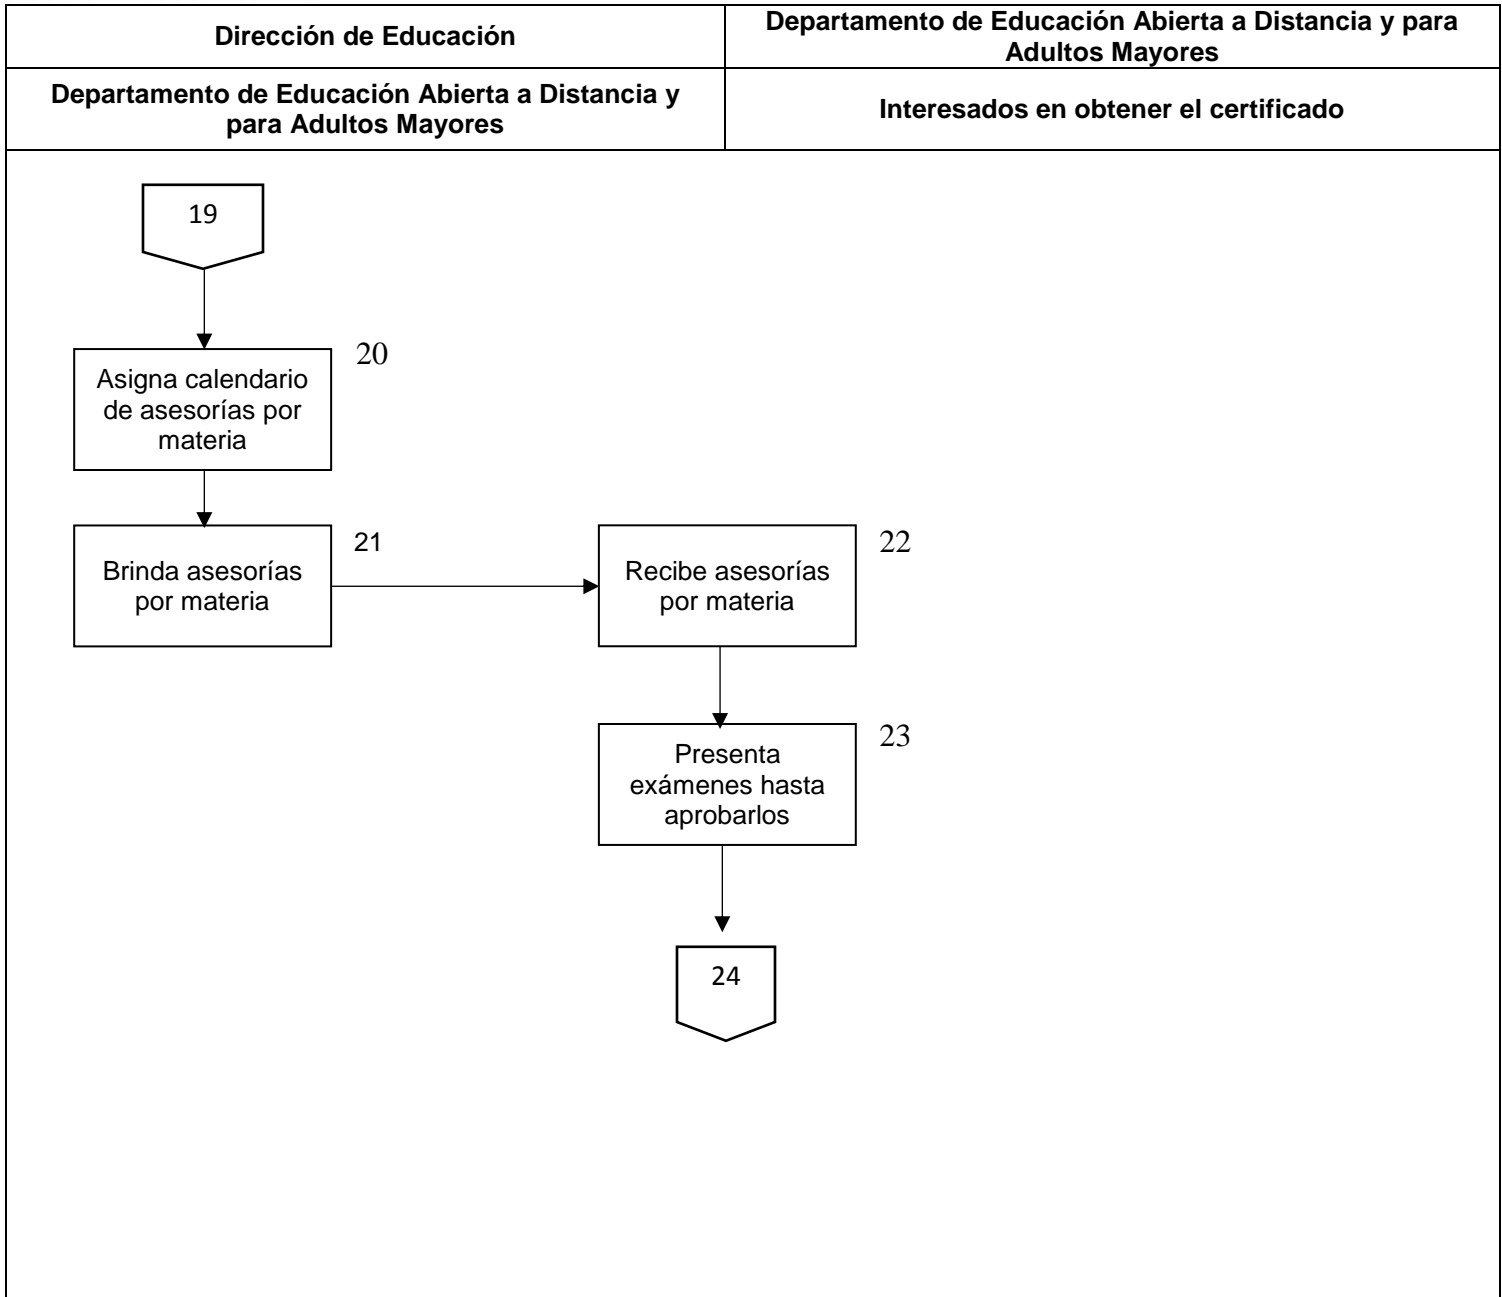 Dirección de Educación
Departamento de Educación Abierta a Distancia y para
Adultos Mayores
Departamento de Educación Abierta a Distancia y
para Adultos Mayores
Interesados en obtener el certificado
19
20
Asigna calendario
de asesorías por
materia
21
Brinda asesorías
por materia
22
Recibe asesorías
por materia
23
Presenta
exámenes hasta
aprobarlos
24